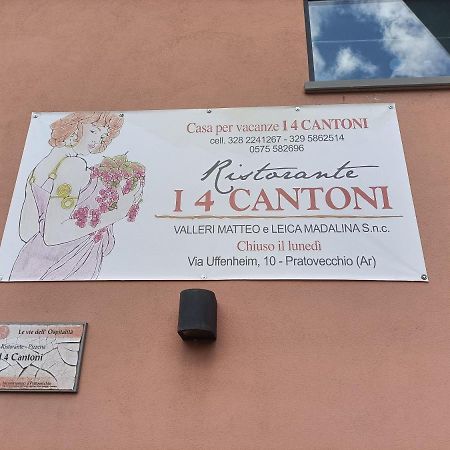 Casa per vacanze I 4 CANTONI
cell. 328 2241267 - 329 5862514
0575 582696
Ristorante
I 4 CANTONI
VALLERI MATTEO e LEICA MADALINA S.n.c.
Chiuso il lunedì
Via Uffenheim, 10 - Pratovecchio (Ar)
Le vie dell' Ospitalità
Ristorante - Pizzeria
I 4 Cantoni